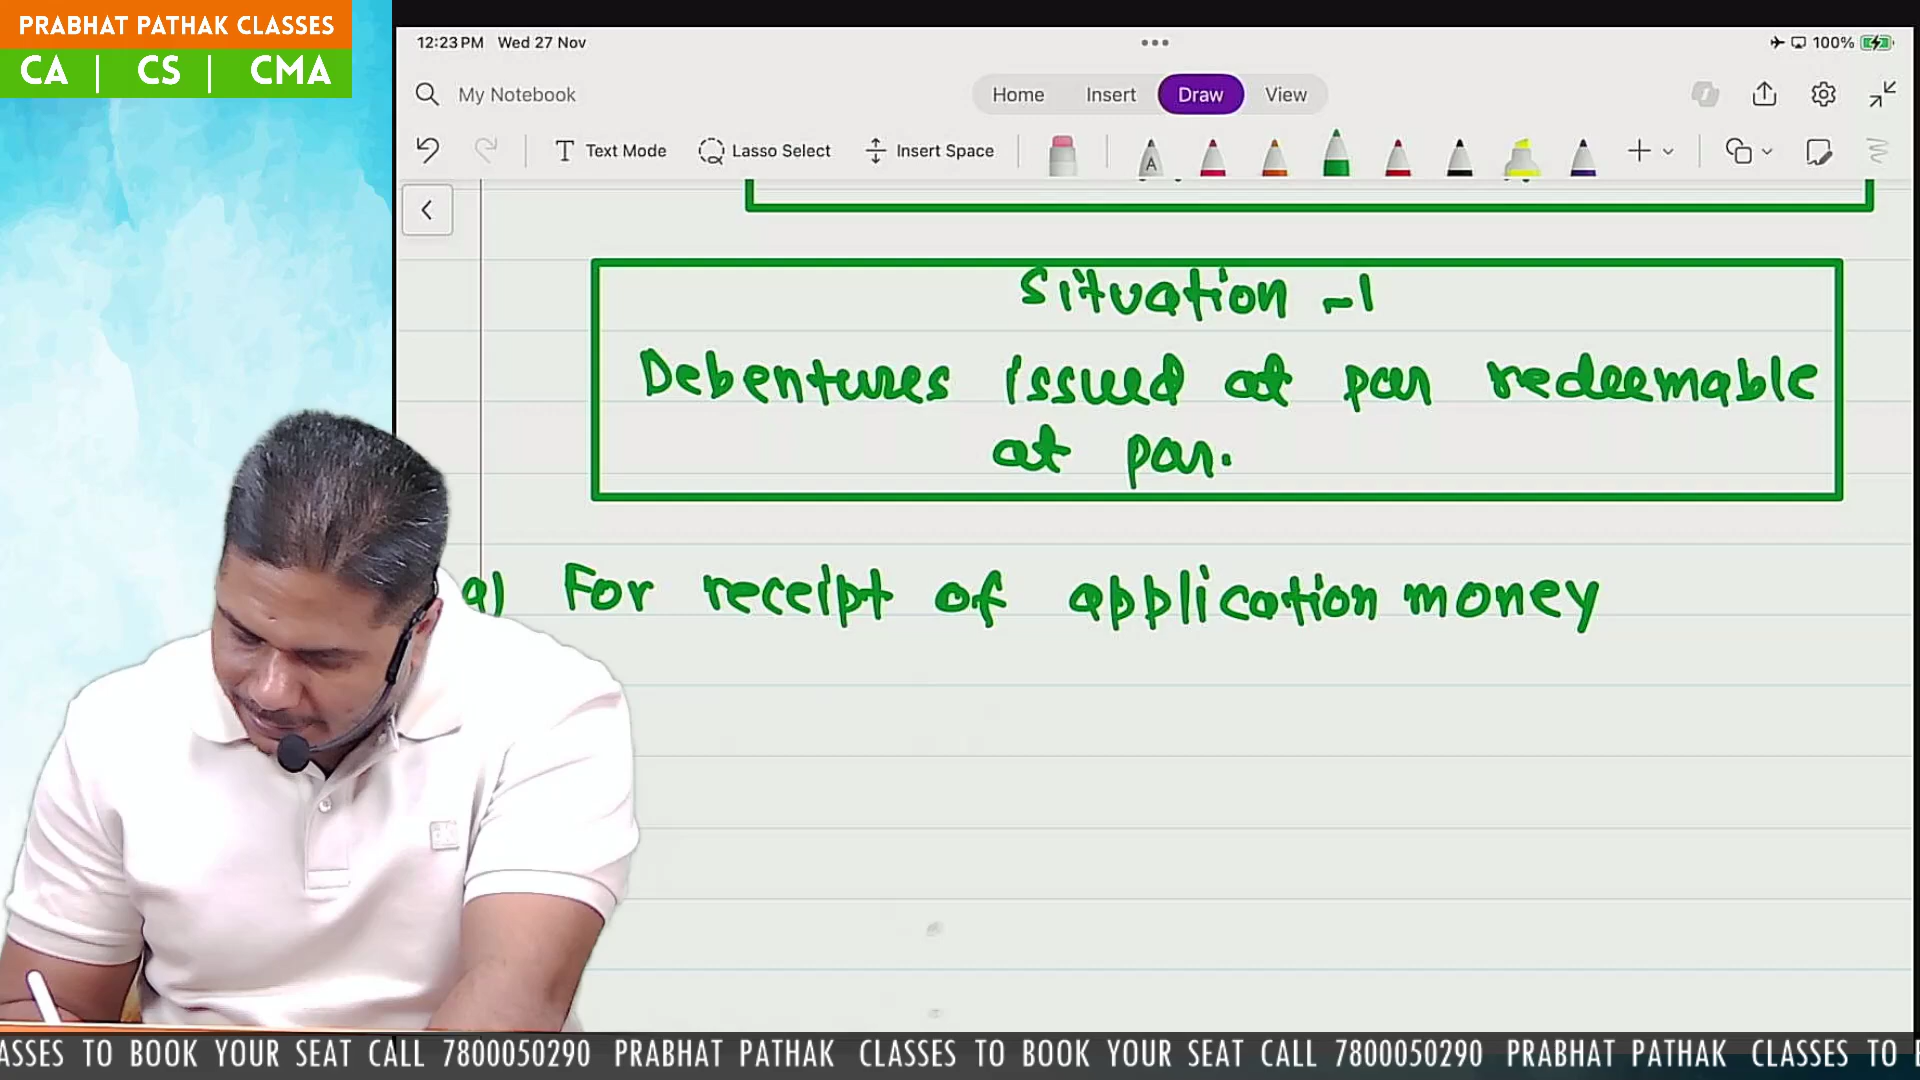 PRABHAT PATHAK CLASSES
CA | CS | CMA
12:23 PM Wed 27 Nov
100%
My Notebook
Home Insert Draw View
Text Mode Lasso Select Insert Space
A
Situation -1
Debentures issued at par redeemable
at par.
a) For receipt of application money
ASSES TO BOOK YOUR SEAT CALL 7800050290 PRABHAT PATHAK CLASSES TO BOOK YOUR SEAT CALL 7800050290 PRABHAT PATHAK CLASSES TO